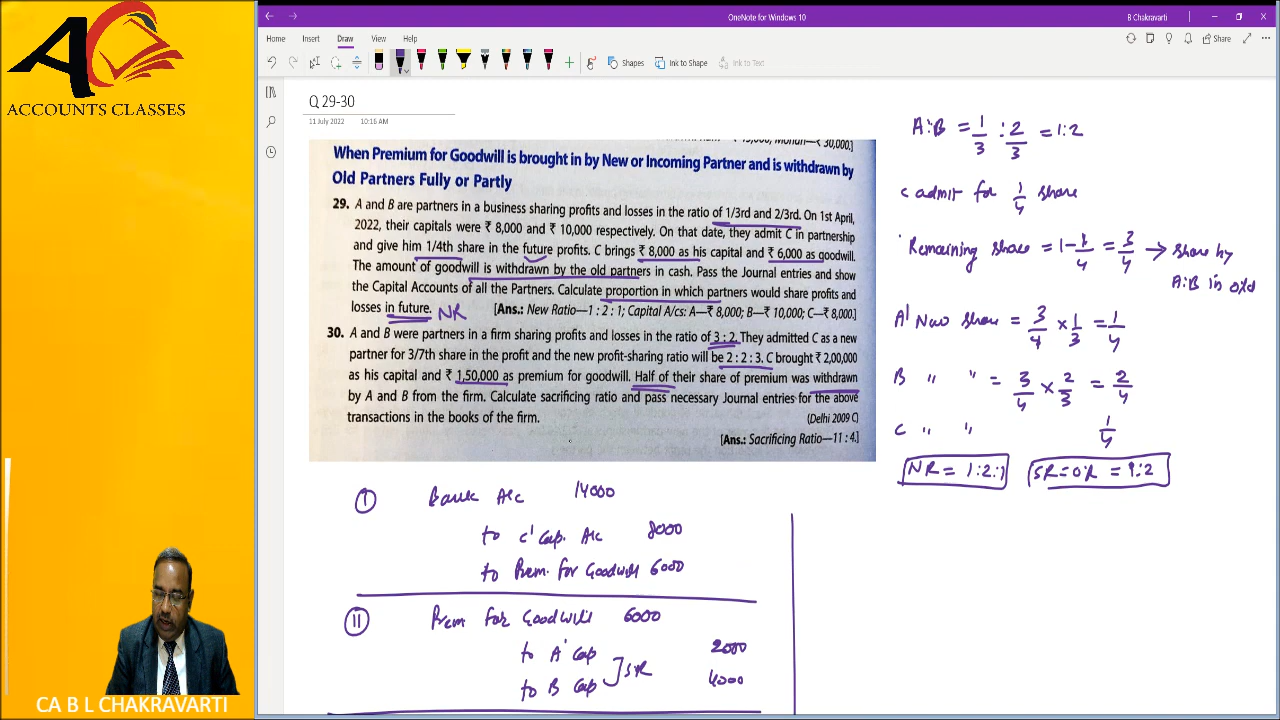 AC
ACCOUNTS CLASSES
OneNote for Windows 10
B Chakravarti
Home Insert Draw View Help
Share
Shapes Ink to Shape Ink to Text
Q 29-30
11 July 2022 10:16 AM
30,000.]
When Premium for Goodwill is brought in by New or Incoming Partner and is withdrawn by
Old Partners Fully or Partly
29. A and B are partners in a business sharing profits and losses in the ratio of 1/3rd and 2/3rd. On 1st April,
2022, their capitals were ₹ 8,000 and ₹ 10,000 respectively. On that date, they admit C in partnership
and give him 1/4th share in the future profits. C brings ₹ 8,000 as his capital and ₹ 6,000 as goodwill.
The amount of goodwill is withdrawn by the old partners in cash. Pass the Journal entries and show
the Capital Accounts of all the Partners. Calculate proportion in which partners would share profits and
losses in future. NR [Ans.: New Ratio—1 : 2 : 1; Capital A/cs: A—₹ 8,000; B—₹ 10,000; C—₹ 8,000.]
30. A and B were partners in a firm sharing profits and losses in the ratio of 3 : 2. They admitted C as a new
partner for 3/7th share in the profit and the new profit-sharing ratio will be 2 : 2 : 3. C brought ₹ 2,00,000
as his capital and ₹ 1,50,000 as premium for goodwill. Half of their share of premium was withdrawn
by A and B from the firm. Calculate sacrificing ratio and pass necessary Journal entries for the above
transactions in the books of the firm. (Delhi 2009 C)
[Ans.: Sacrificing Ratio—11 : 4.]
A:B = 1/3 : 2/3 = 1:2
C admit for 1/4 share
Remaining share = 1 - 1/4 = 3/4 → share by
A:B in old
A' New share = 3/4 × 1/3 = 1/4
B " " = 3/4 × 2/3 = 2/4
C " " 1/4
NR = 1:2:1 SR = OR = 1:2
I Bank A/c 14000
to C' Cap. A/c 8000
to Prem. for Goodwill 6000
II Prem for Goodwill 6000
to A' Cap 2000
to B Cap ] SR 4000
CA B L CHAKRAVARTI